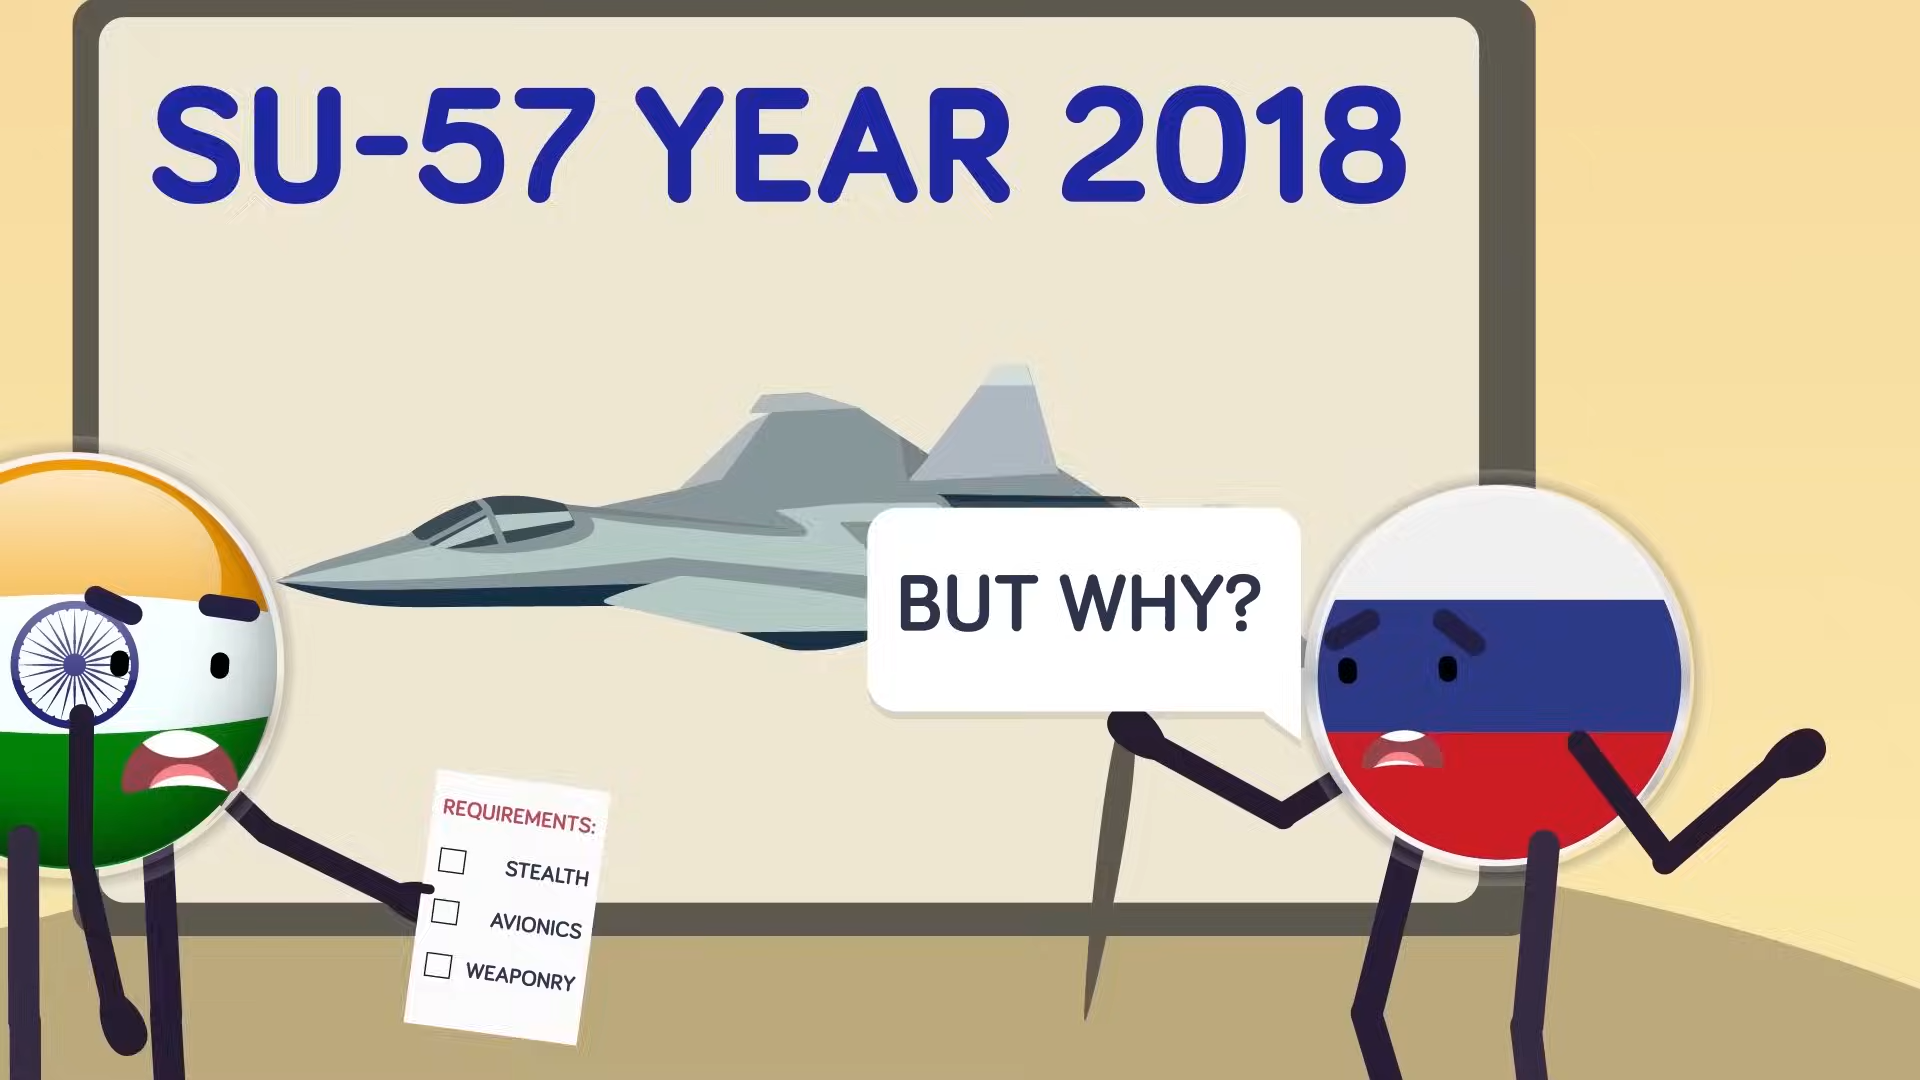 SU-57 YEAR 2018
BUT WHY?
REQUIREMENTS:
STEALTH
AVIONICS
WEAPONRY